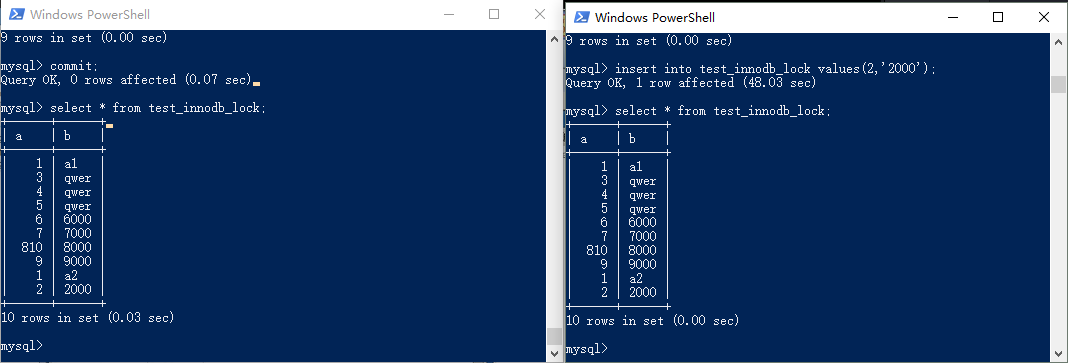 Windows PowerShell
9 rows in set (0.00 sec)
mysql> commit;
Query OK, 0 rows affected (0.07 sec)
mysql> select * from test_innodb_lock;
a | b
1 | a1
3 | qwer
4 | qwer
5 | qwer
6 | 6000
7 | 7000
810 | 8000
9 | 9000
1 | a2
2 | 2000
10 rows in set (0.03 sec)
mysql>
Windows PowerShell
9 rows in set (0.00 sec)
mysql> insert into test_innodb_lock values(2,'2000');
Query OK, 1 row affected (48.03 sec)
mysql> select * from test_innodb_lock;
a | b
1 | a1
3 | qwer
4 | qwer
5 | qwer
6 | 6000
7 | 7000
810 | 8000
9 | 9000
1 | a2
2 | 2000
10 rows in set (0.00 sec)
mysql>